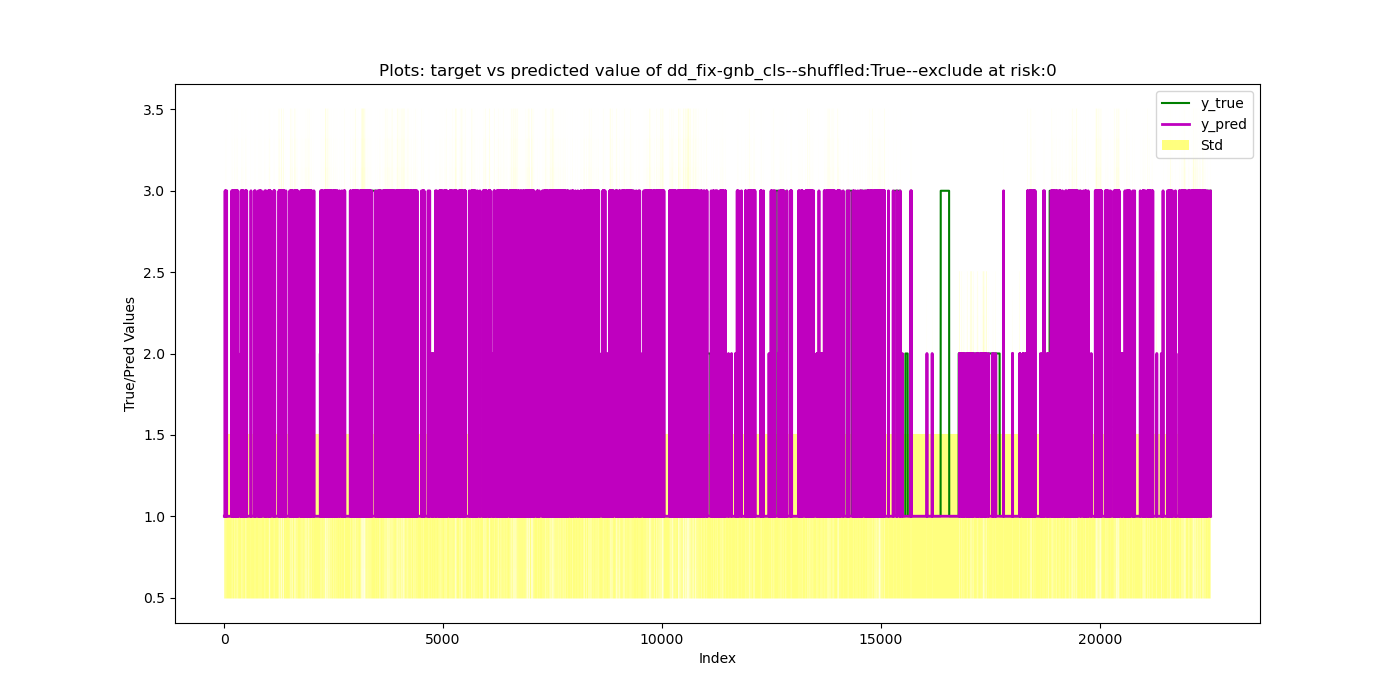 Plots: target vs predicted value of dd_fix-gnb_cls--shuffled:True--exclude at risk:0
y_true
y_pred
Std
True/Pred Values
3.5
3.0
2.5
2.0
1.5
1.0
0.5
0
5000
10000
15000
20000
Index